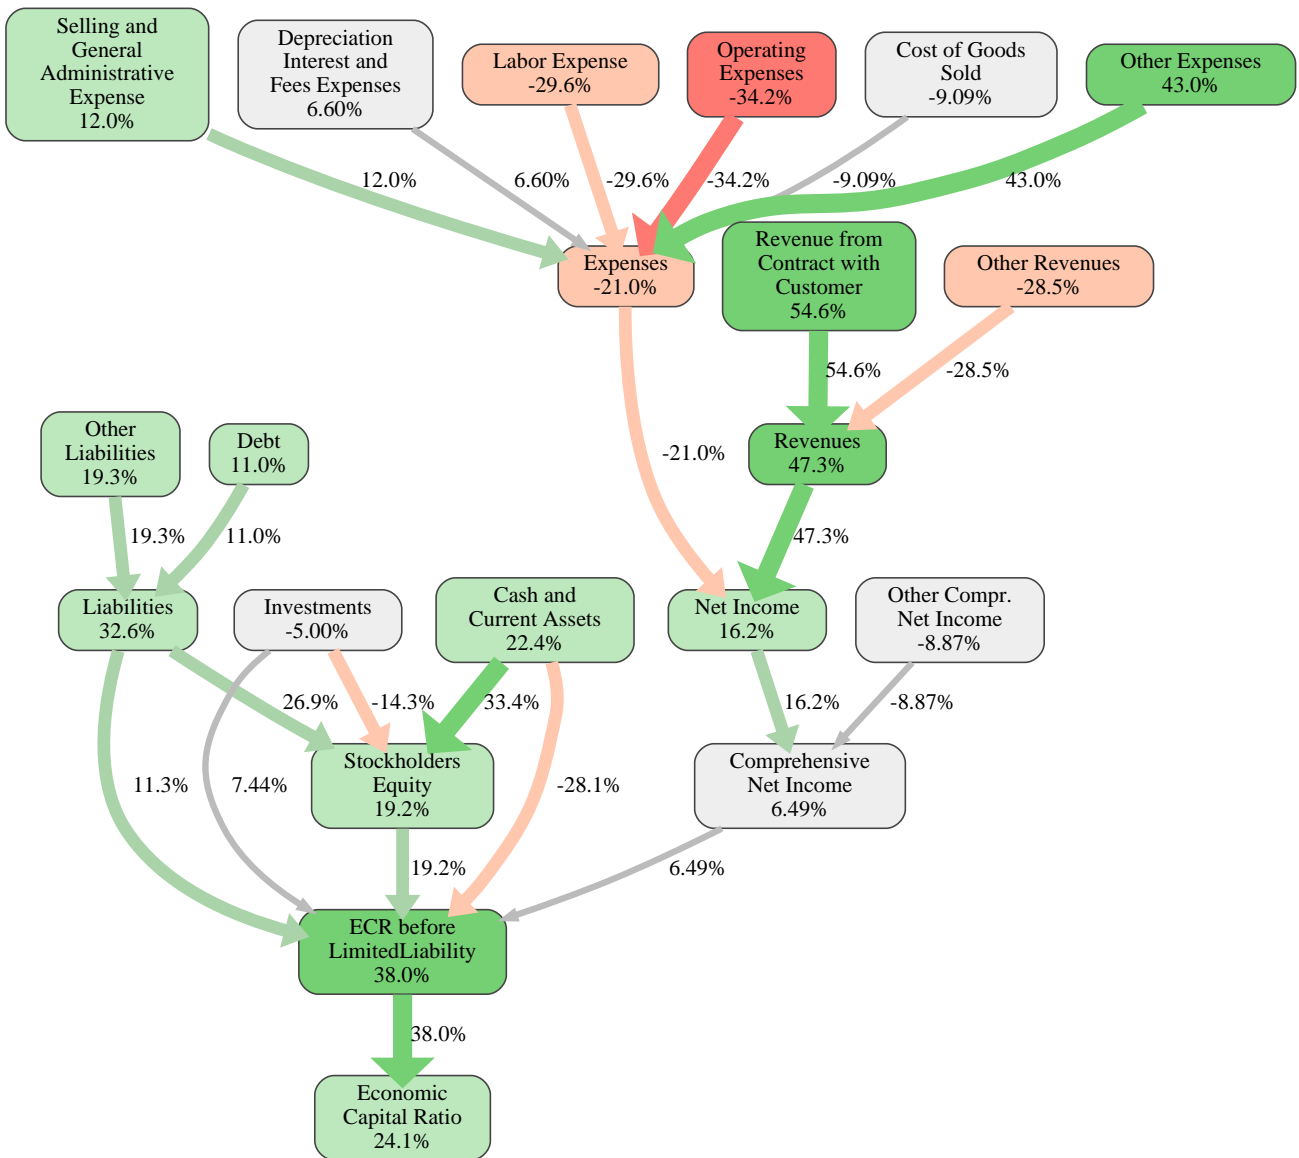 Selling and
General
Administrative
Expense
12.0%
Depreciation
Interest and
Fees Expenses
6.60%
Labor Expense
-29.6%
Operating
Expenses
-34.2%
Cost of Goods
Sold
-9.09%
Other Expenses
43.0%
12.0%
6.60%
-29.6%
-34.2%
-9.09%
43.0%
Expenses
-21.0%
Revenue from
Contract with
Customer
54.6%
Other Revenues
-28.5%
54.6%
-28.5%
Other
Liabilities
19.3%
Debt
11.0%
-21.0%
Revenues
47.3%
19.3%
11.0%
47.3%
Liabilities
32.6%
Investments
-5.00%
Cash and
Current Assets
22.4%
Net Income
16.2%
Other Compr.
Net Income
-8.87%
26.9%
-14.3%
33.4%
16.2%
-8.87%
11.3%
7.44%
Stockholders
Equity
19.2%
-28.1%
Comprehensive
Net Income
6.49%
19.2%
6.49%
ECR before
LimitedLiability
38.0%
38.0%
Economic
Capital Ratio
24.1%